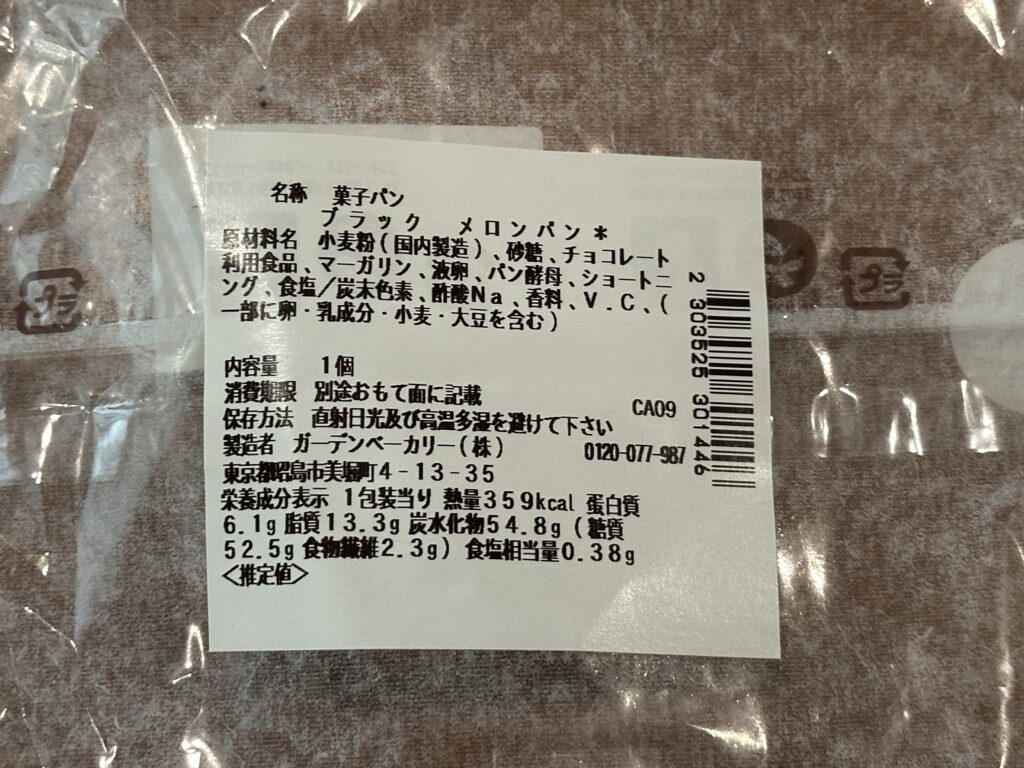 名称 菓子パン
ブラック メロンパン＊
原材料名 小麦粉(国内製造)、砂糖、チョコレート
利用食品、マーガリン、液卵、パン酵母、ショートニ
ング、食塩/炭末色素、酢酸Na、香料、V.C、(
一部に卵・乳成分・小麦・大豆を含む)
内容量 1個
消費期限 別途おもて面に記載
保存方法 直射日光及び高温多湿を避けて下さい
CA09
製造者 ガーデンベーカリー(株) 0120-077-987
東京都昭島市美堀町4-13-35
栄養成分表示 1包装当り 熱量359kcal 蛋白質
6.1g 脂質13.3g 炭水化物54.8g (糖質
52.5g 食物繊維2.3g) 食塩相当量0.38g
<推定値>
2 303525 301446
プラ
プラ